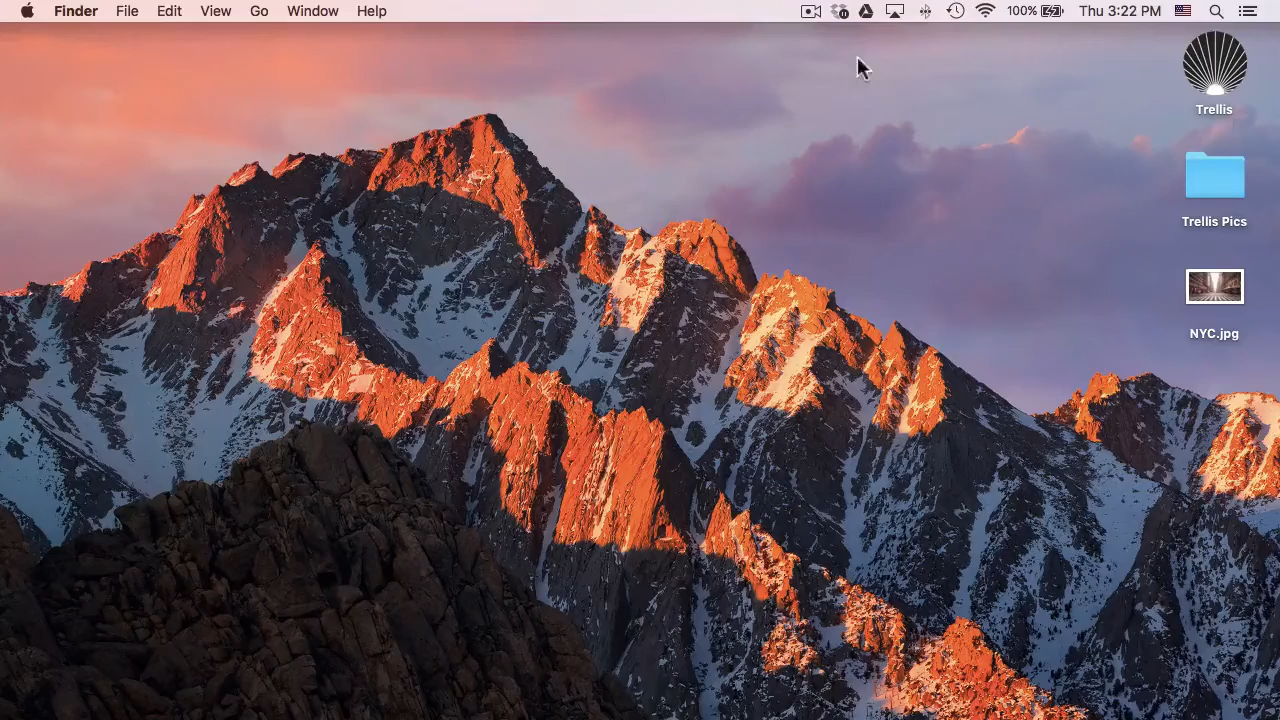 Finder File Edit View Go Window Help 100% Thu 3:22 PM
Trellis
Trellis Pics
NYC.jpg